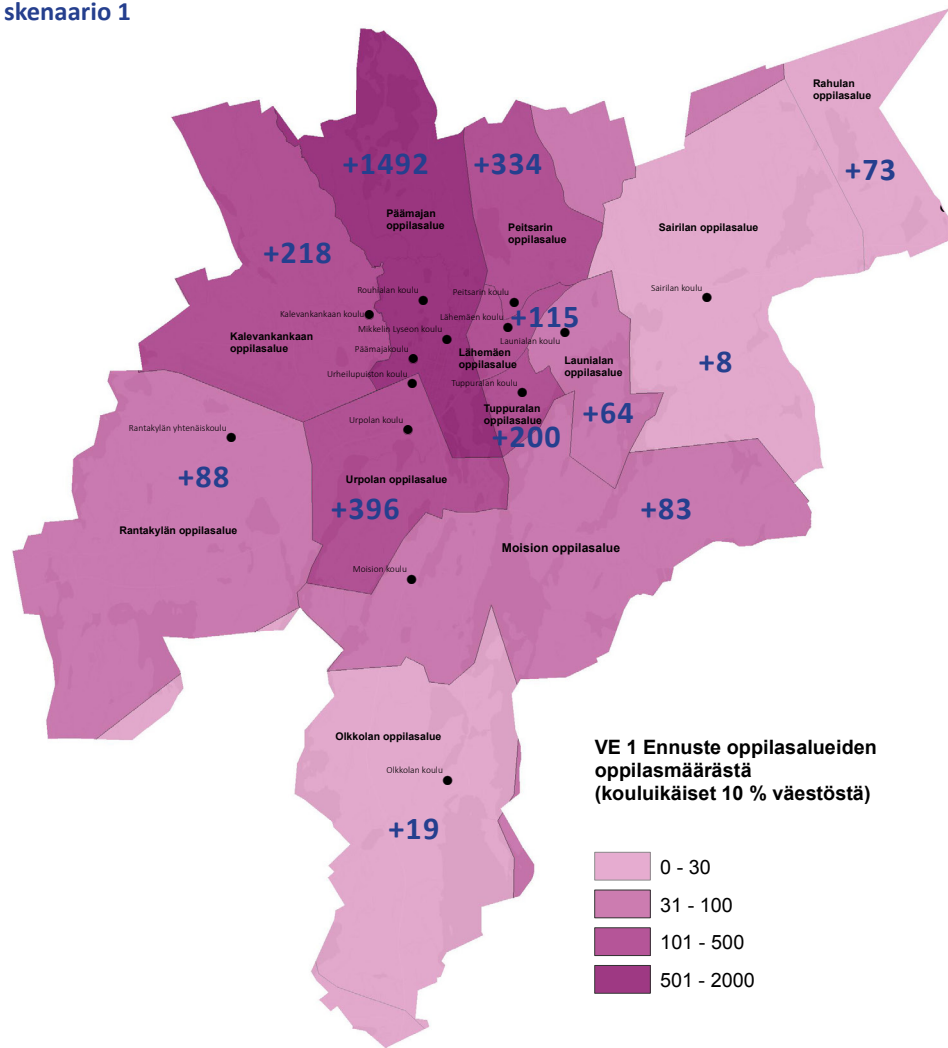 skenaario 1
Rahulan
oppilasalue
+73
+1492
+334
Päämajan
oppilasalue
Peitsarin
oppilasalue
Sairilan oppilasalue
+218
Rouhialan koulu
Peitsarin koulu
Sairilan koulu
Kalevankankaan koulu
Lähemäen koulu
+115
Mikkelin Lyseon koulu
Launialan koulu
Kalevankankaan
oppilasalue
Päämajakoulu
Lähemäen
oppilasalue
Launialan
oppilasalue
+8
Urheilupuiston koulu
Tuppuralan koulu
Tuppuralan
oppilasalue
+64
Rantakylän yhtenäiskoulu
Urpolan koulu
+200
+88
Urpolan oppilasalue
+396
+83
Rantakylän oppilasalue
Moision oppilasalue
Moision koulu
Olkkolan oppilasalue
Olkkolan koulu
+19
VE 1 Ennuste oppilasalueiden
oppilasmäärästä
(kouluikäiset 10 % väestöstä)
0 - 30
31 - 100
101 - 500
501 - 2000